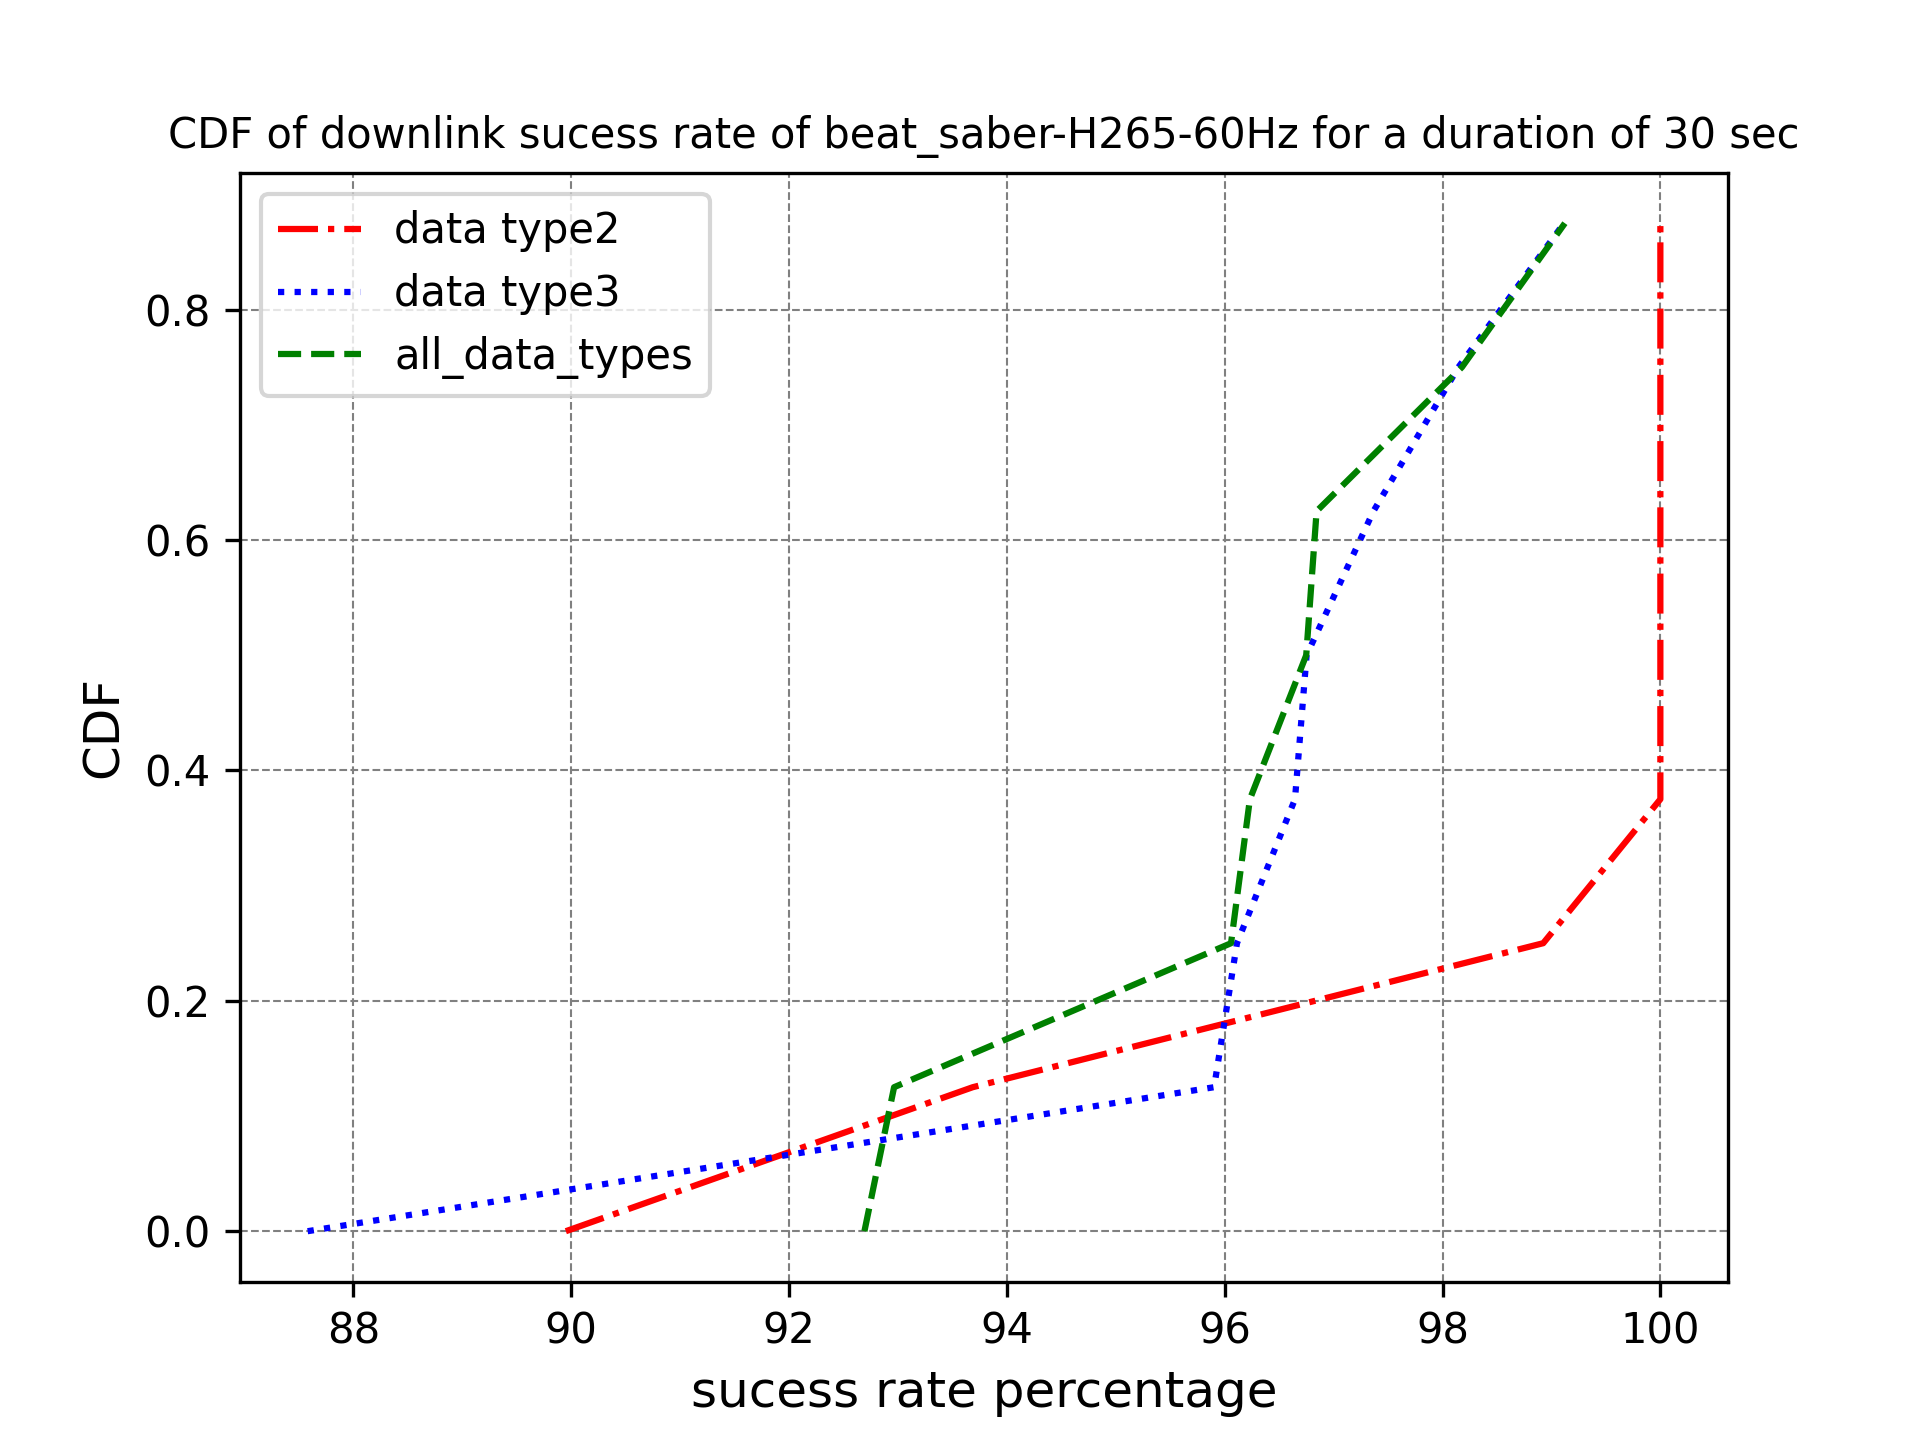 CDF of downlink sucess rate of beat_saber-H265-60Hz for a duration of 30 sec
data type2
data type3
all_data_types
0.8
0.6
0.4
0.2
0.0
CDF
88 90 92 94 96 98 100
sucess rate percentage